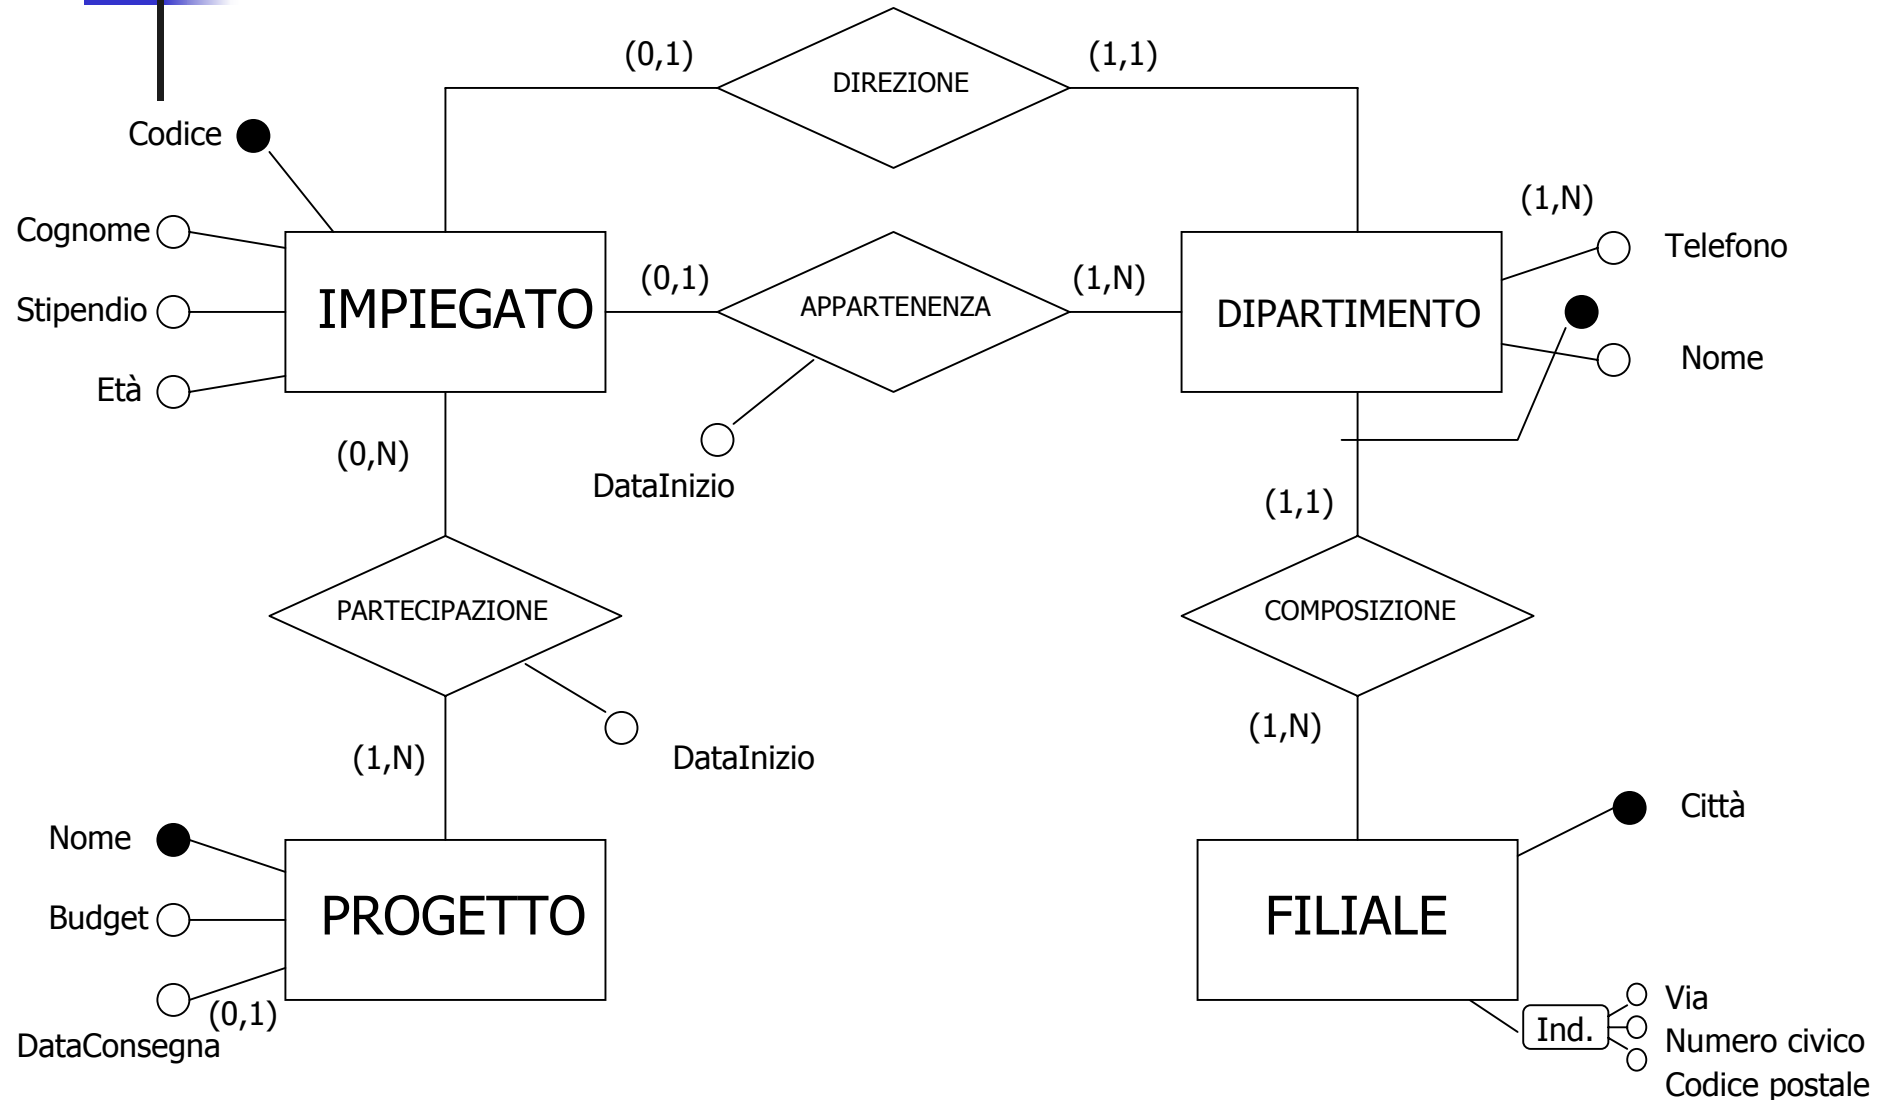 (0,1)
(1,1)
DIREZIONE
Codice
(1,N)
Cognome
Telefono
(0,1)
(1,N)
Stipendio
IMPIEGATO
APPARTENENZA
DIPARTIMENTO
Nome
Età
(0,N)
DataInizio
(1,1)
PARTECIPAZIONE
COMPOSIZIONE
(1,N)
(1,N)
DataInizio
Città
Nome
Budget
PROGETTO
FILIALE
Via
(0,1)
Ind.
Numero civico
DataConsegna
Codice postale